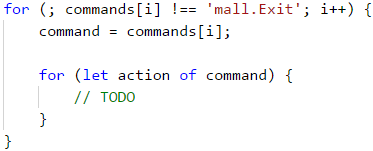 for (; commands[i] !== 'mall.Exit'; i++) {
    command = commands[i];

    for (let action of command) {
        // TODO
    }
}